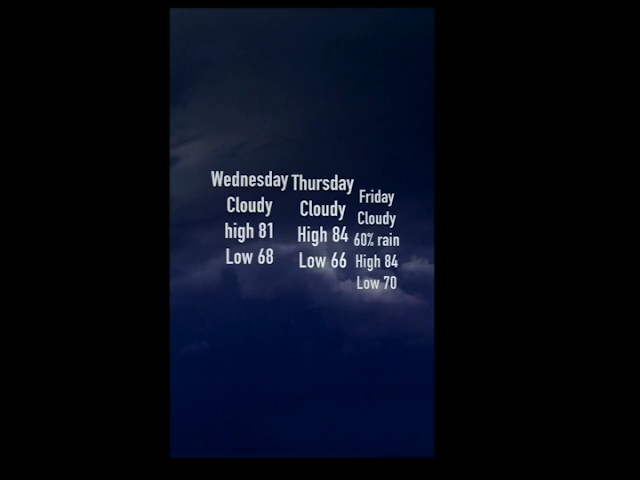 Wednesday
Cloudy
high 81
Low 68
Thursday
Cloudy
High 84
Low 66
Friday
Cloudy
60% rain
High 84
Low 70